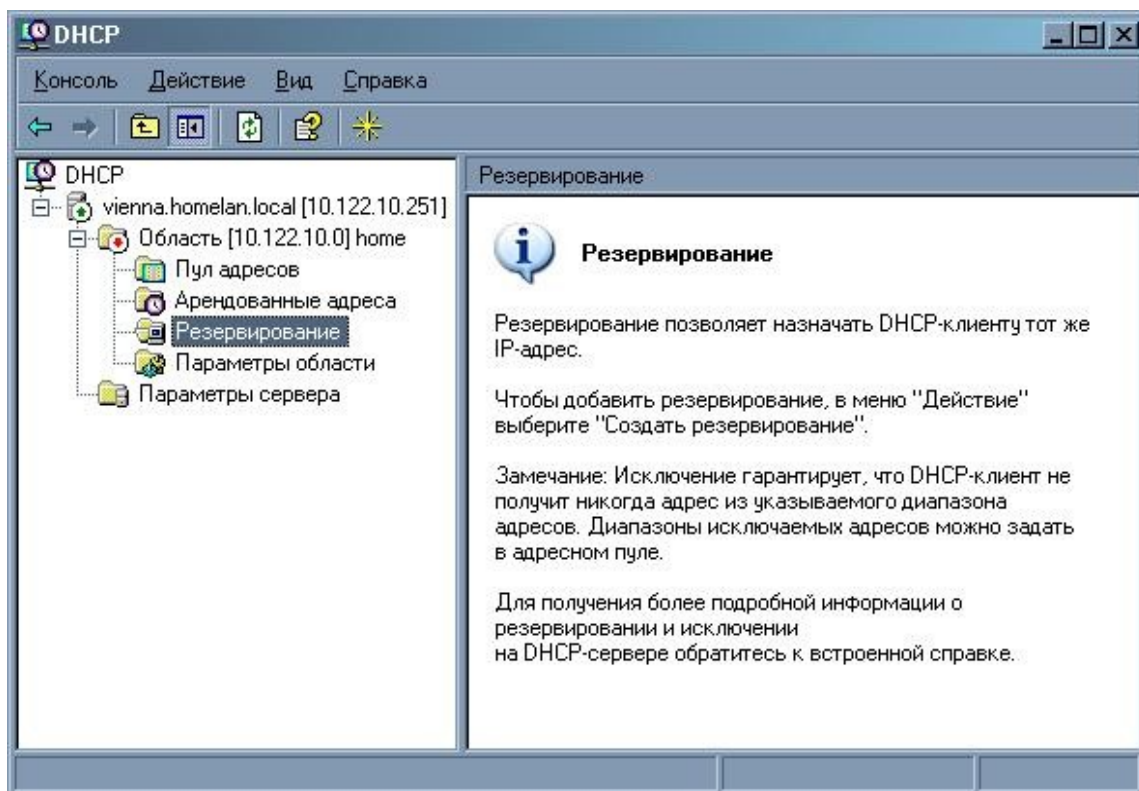 DHCP
Консоль Действие Вид Справка
DHCP
vienna.homelan.local [10.122.10.251]
Область [10.122.10.0] home
Пул адресов
Арендованные адреса
Резервирование
Параметры области
Параметры сервера
Резервирование
Резервирование
Резервирование позволяет назначать DHCP-клиенту тот же
IP-адрес.
Чтобы добавить резервирование, в меню "Действие"
выберите "Создать резервирование".
Замечание: Исключение гарантирует, что DHCP-клиент не
получит никогда адрес из указываемого диапазона
адресов. Диапазоны исключаемых адресов можно задать
в адресном пуле.
Для получения более подробной информации о
резервировании и исключении
на DHCP-сервере обратитесь к встроенной справке.